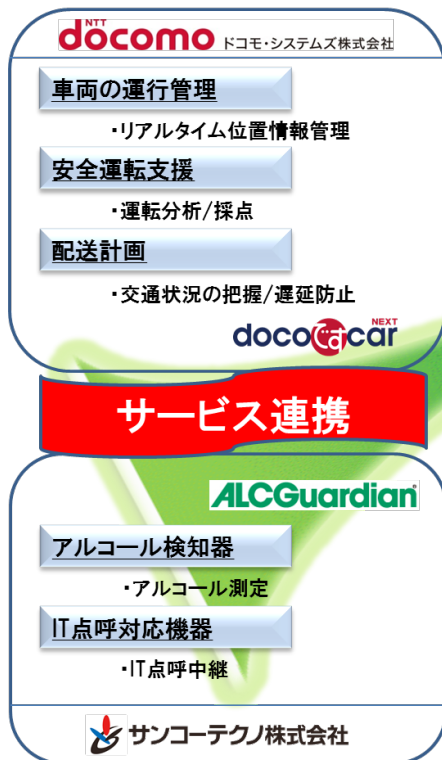 NTT
docomo ドコモ・システムズ株式会社
車両の運行管理
・リアルタイム位置情報管理
安全運転支援
・運転分析/採点
配送計画
・交通状況の把握/遅延防止
docoですcar NEXT
サービス連携
ALCGuardian
アルコール検知器
・アルコール測定
IT点呼対応機器
・IT点呼中継
サンコーテクノ株式会社